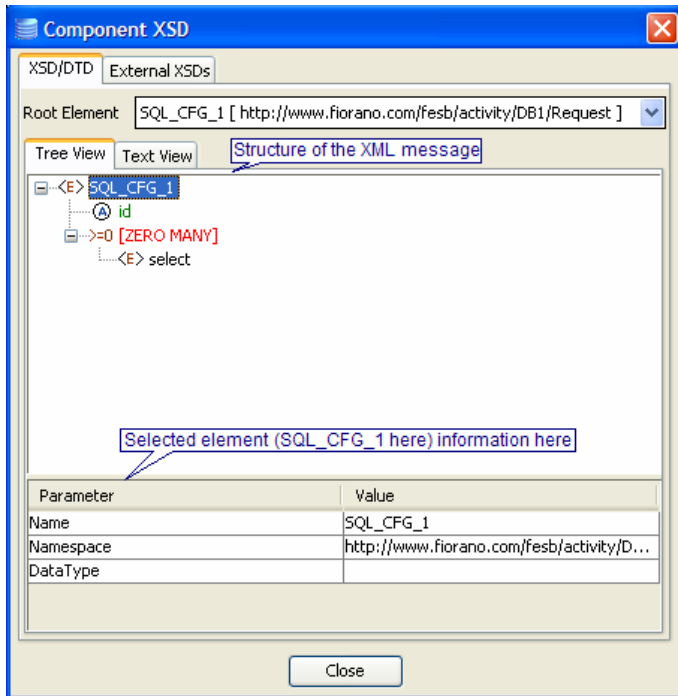 Component XSD
XSD/DTD External XSDs
Root Element SQL_CFG_1 [ http://www.fiorano.com/fesb/activity/DB1/Request ]
Tree View Text View Structure of the XML message
<E> SQL_CFG_1
A id
>=0 [ZERO MANY]
<E> select
Selected element (SQL_CFG_1 here) information here
Parameter Value
Name SQL_CFG_1
Namespace http://www.fiorano.com/fesb/activity/D...
DataType
Close